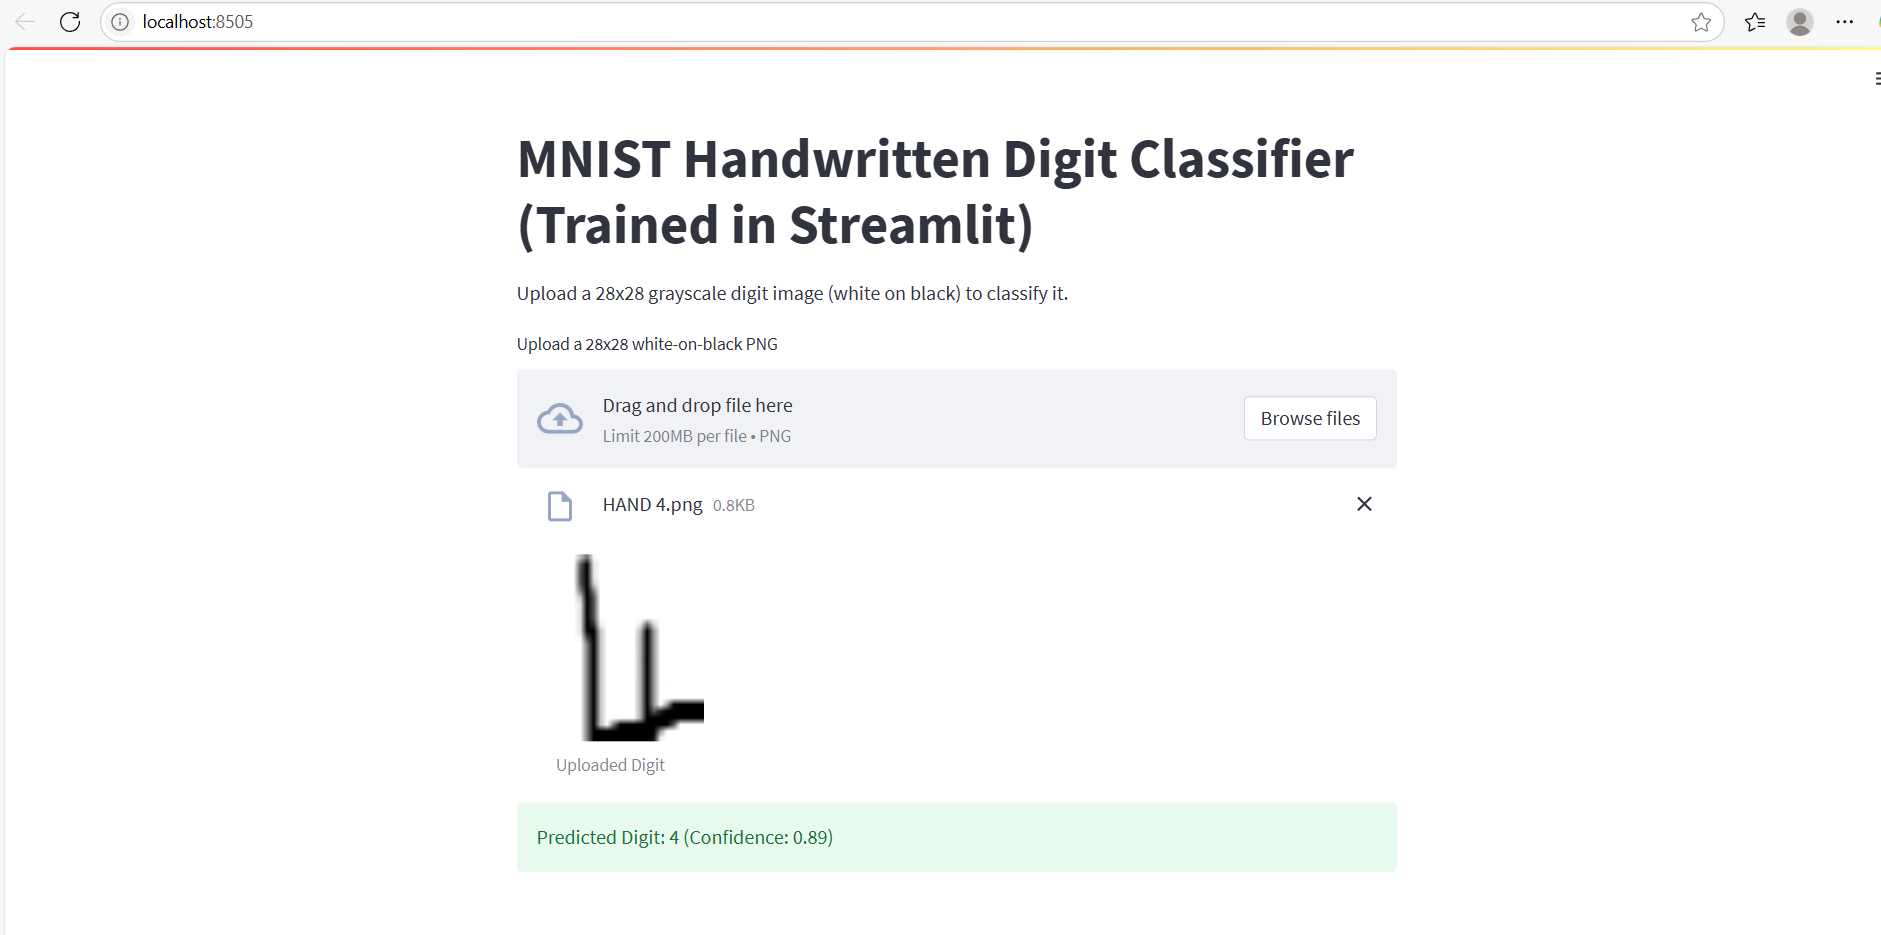 localhost:8505
MNIST Handwritten Digit Classifier
(Trained in Streamlit)
Upload a 28x28 grayscale digit image (white on black) to classify it.
Upload a 28x28 white-on-black PNG
Drag and drop file here
Limit 200MB per file • PNG
Browse files
HAND 4.png 0.8KB
4
Uploaded Digit
Predicted Digit: 4 (Confidence: 0.89)